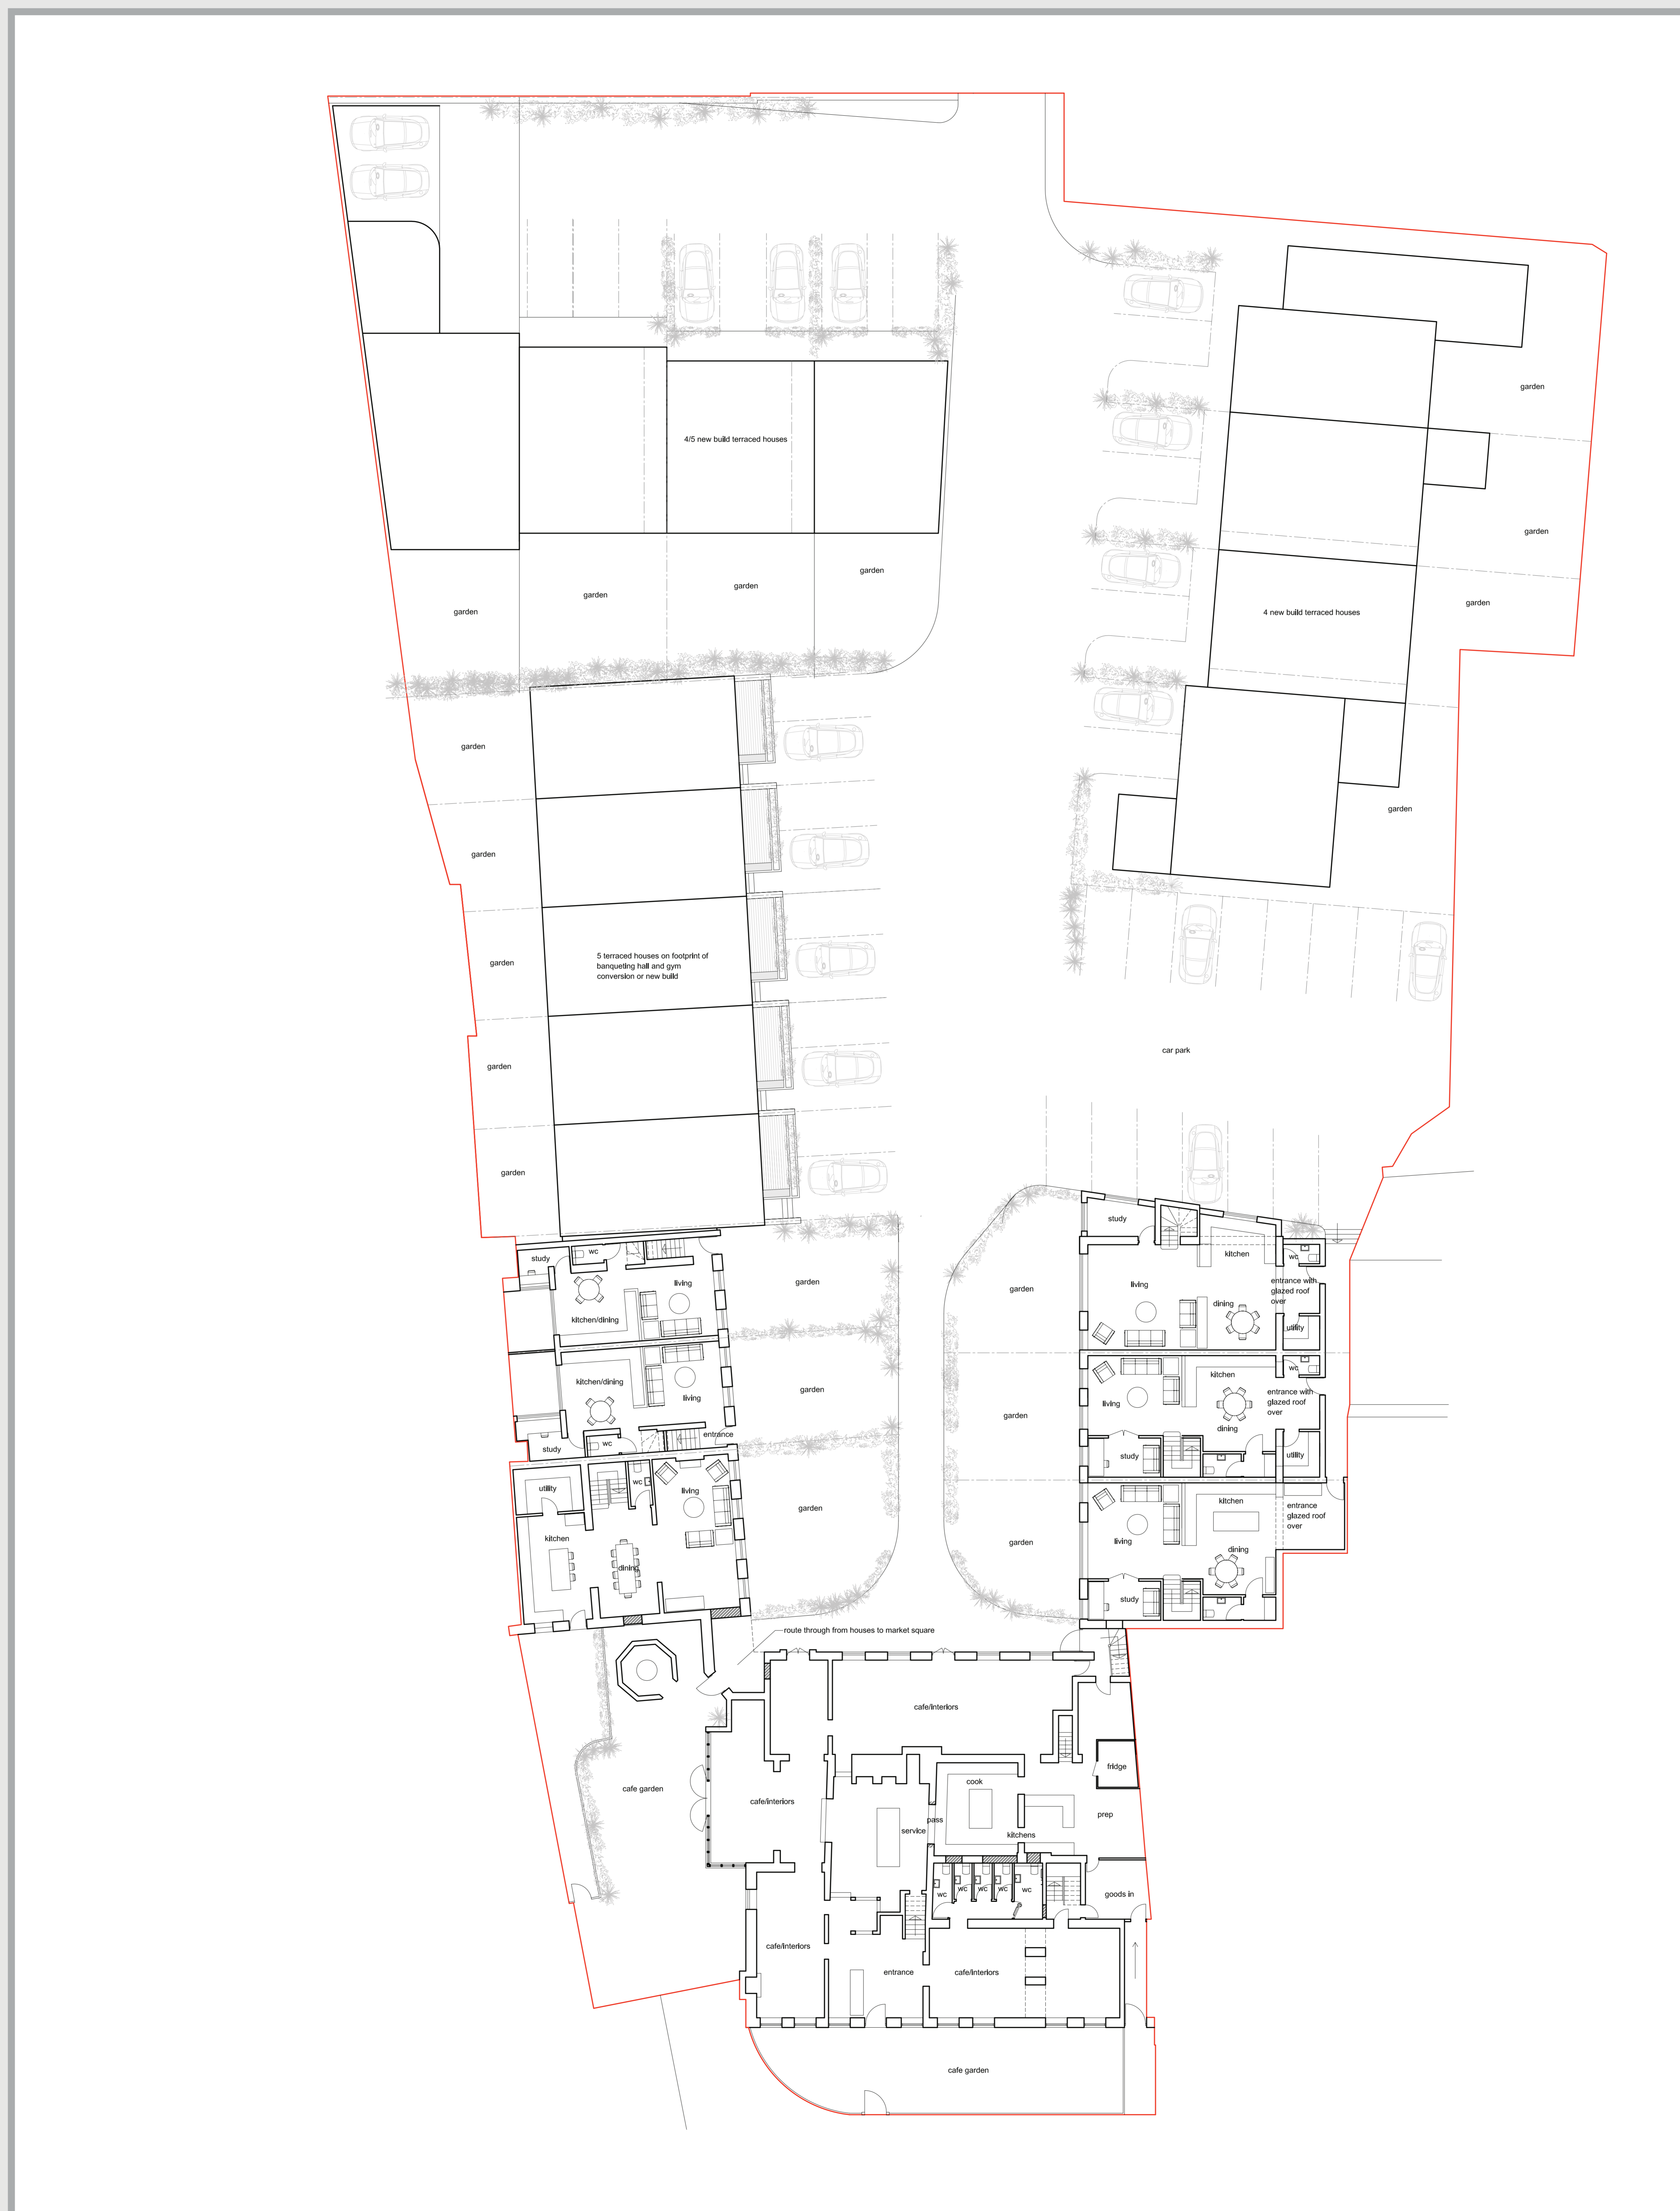 garden
4/5 new build terraced houses
garden
garden
garden
garden
garden
garden
4 new build terraced houses
garden
garden
garden
garden
5 terraced houses on footprint of
banqueting hall and gym
conversion or new build
garden
garden
garden
car park
study
wc
living
kitchen/dining
garden
kitchen/dining
living
garden
study
wc
entrance
utility
wc
living
garden
kitchen
dining
study
kitchen
wc
garden
living
entrance with
glazed roof
over
dining
utility
kitchen
wc
garden
living
entrance with
glazed roof
over
dining
study
utility
kitchen
entrance
glazed roof
over
garden
living
dining
study
route through from houses to market square
cafe/interiors
cafe garden
cafe/interiors
cook
fridge
pass
service
kitchens
prep
wc
wc
wc
wc
wc
goods in
cafe/interiors
entrance
cafe/interiors
cafe garden